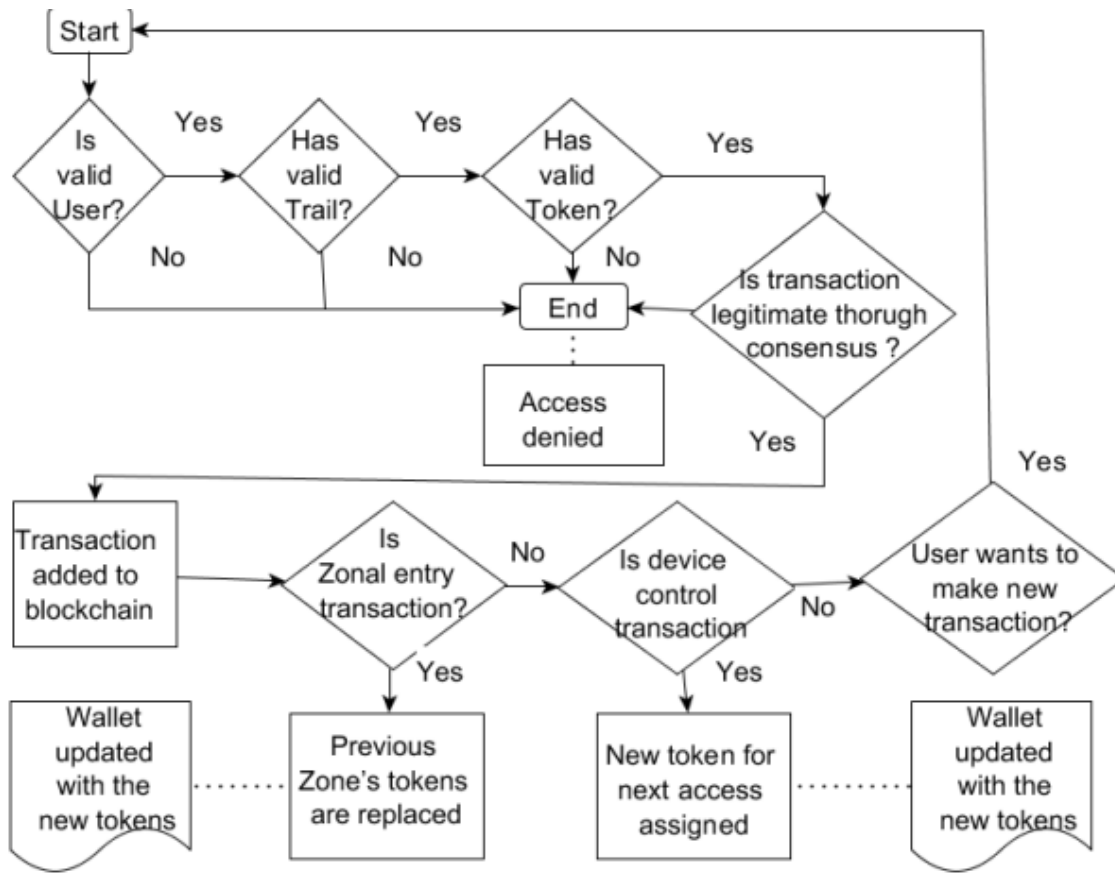 Start
Yes
Yes
Yes
Is
valid
User?
Has
valid
Trail?
Has
valid
Token?
No
No
No
End
Is transaction
legitimate thorugh
consensus ?
Access
denied
Yes
Yes
Transaction
added to
blockchain
Is
Zonal entry
transaction?
No
Is device
control
transaction
No
User wants to
make new
transaction?
Yes
Yes
Wallet
updated
with the
new tokens
Previous
Zone's tokens
are replaced
New token for
next access
assigned
Wallet
updated
with the
new tokens